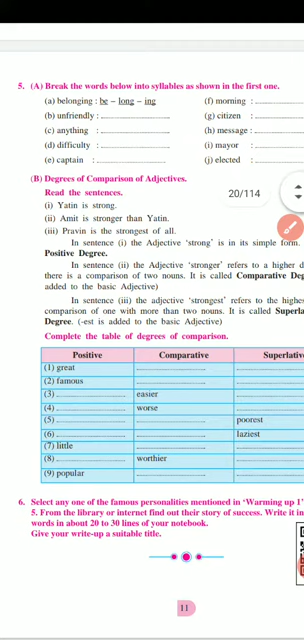 5. (A) Break the words below into syllables as shown in the first one.
(a) belonging : be – long – ing
(f) morning :
(b) unfriendly :
(g) citizen :
(c) anything :
(h) message :
(d) difficulty :
(i) mayor :
(e) captain :
(j) elected :
(B) Degrees of Comparison of Adjectives.
Read the sentences.
20/114
(i) Yatin is strong.
(ii) Amit is stronger than Yatin.
(iii) Pravin is the strongest of all.
In sentence (i) the Adjective 'strong' is in its simple form.
Positive Degree.
In sentence (ii) the Adjective 'stronger' refers to a higher d
there is a comparison of two nouns. It is called Comparative Deg
added to the basic Adjective)
In sentence (iii) the adjective 'strongest' refers to the highe
comparison of one with more than two nouns. It is called Superla
Degree. (-est is added to the basic Adjective)
Complete the table of degrees of comparison.
Positive Comparative Superlativ
(1) great
(2) famous
(3) easier
(4) worse
(5) poorest
(6) laziest
(7) little
(8) worthier
(9) popular
6. Select any one of the famous personalities mentioned in 'Warming up 1'
5. From the library or internet find out their story of success. Write it in
words in about 20 to 30 lines of your notebook.
Give your write-up a suitable title.
11